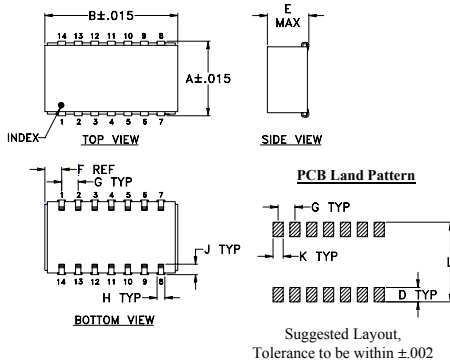 B±.015
E
MAX
14 13 12 11 10 9 8
A±.015
INDEX
1 2 3 4 5 6 7
TOP VIEW
SIDE VIEW
F REF
G TYP
PCB Land Pattern
1 2 3 4 5 6 7
G TYP
J TYP
K TYP
L
14 13 12 11 10 9 8
H TYP
D TYP
BOTTOM VIEW
Suggested Layout,
Tolerance to be within ±.002